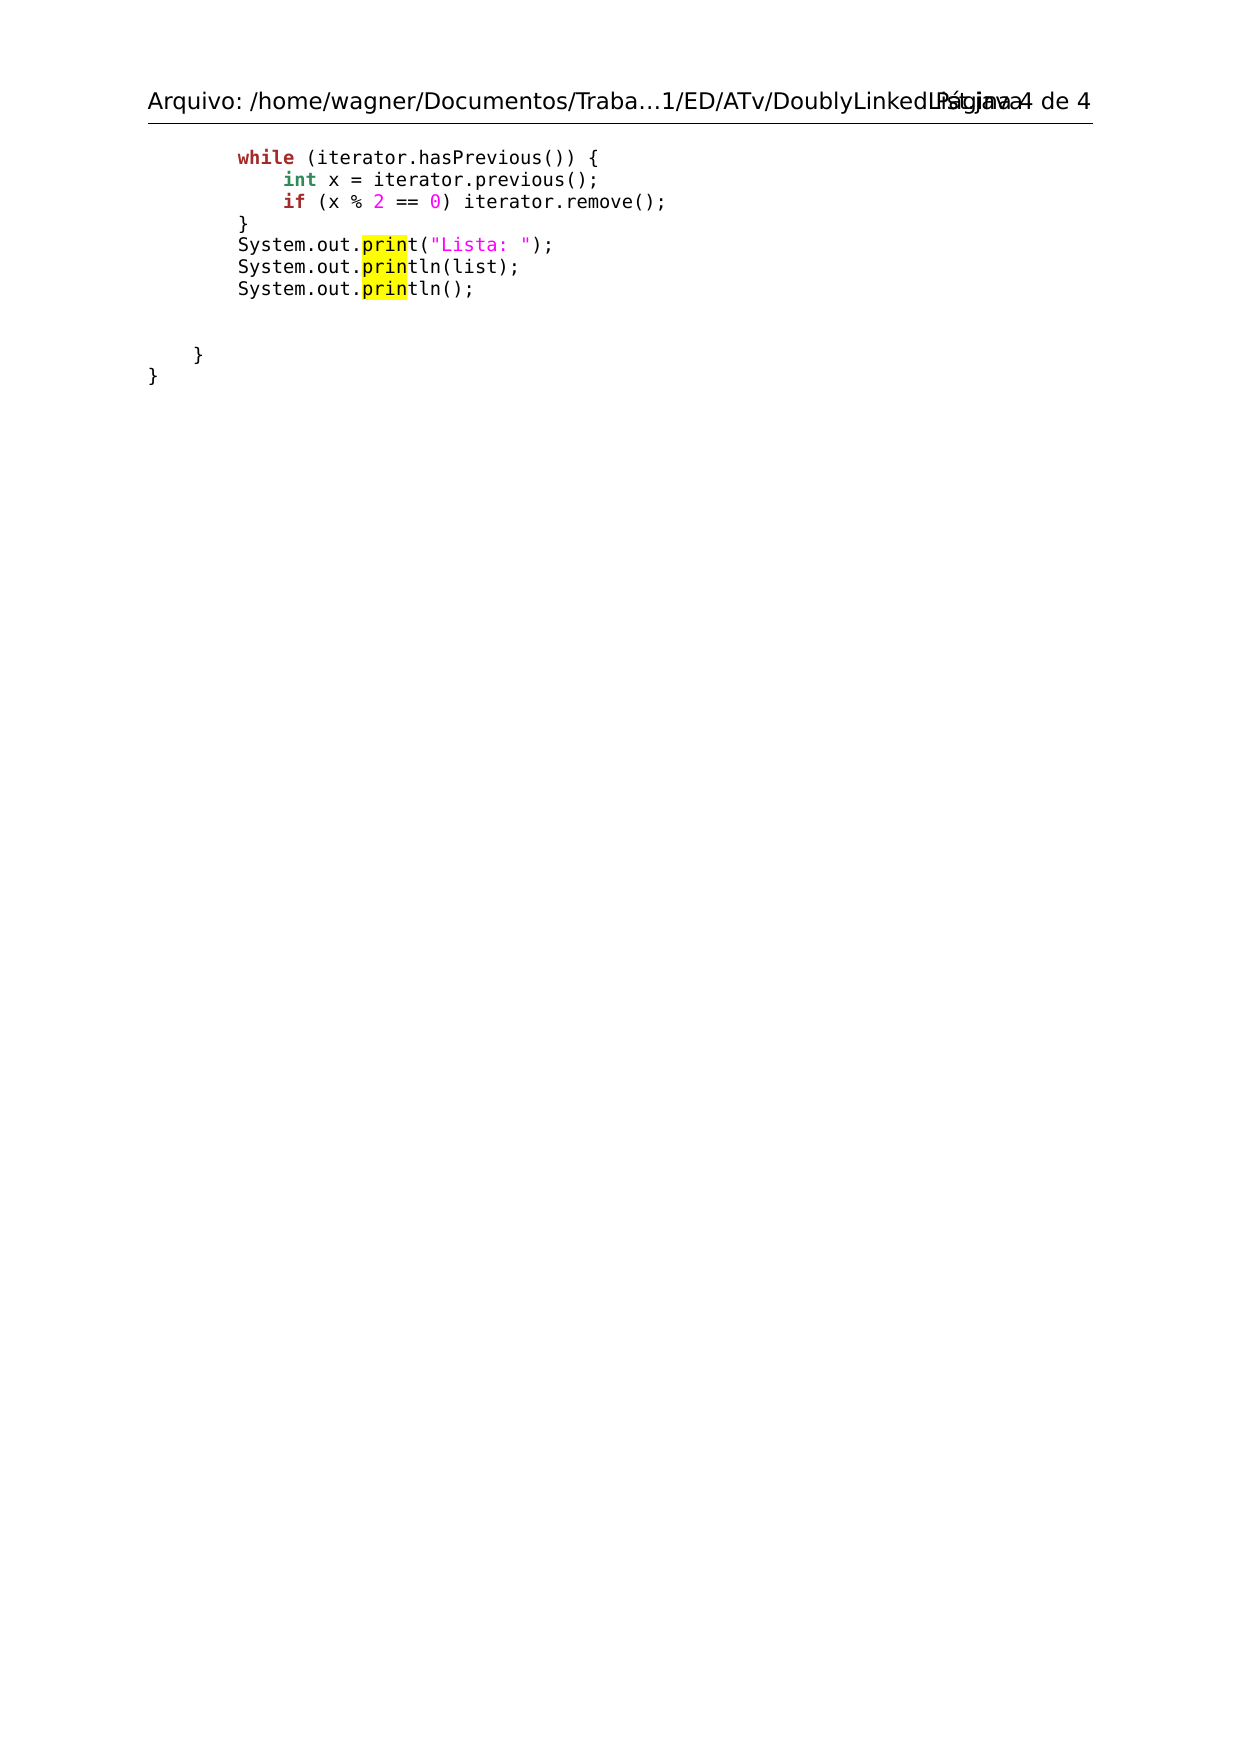 Arquivo: /home/wagner/Documentos/Traba…1/ED/ATv/DoublyLinkedList.java Página 4 de 4
        while (iterator.hasPrevious()) {
            int x = iterator.previous();
            if (x % 2 == 0) iterator.remove();
        }
        System.out.print("Lista: ");
        System.out.println(list);
        System.out.println();
    }
}